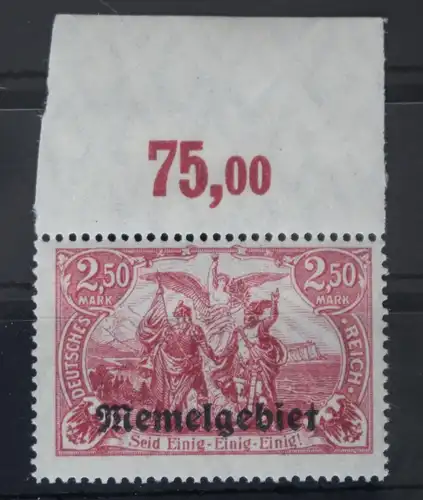 75,00
2,50 2,50
MARK MARK
DEUTSCHES REICH
Memelgebiet
Seid Einig-Einig-Einig!